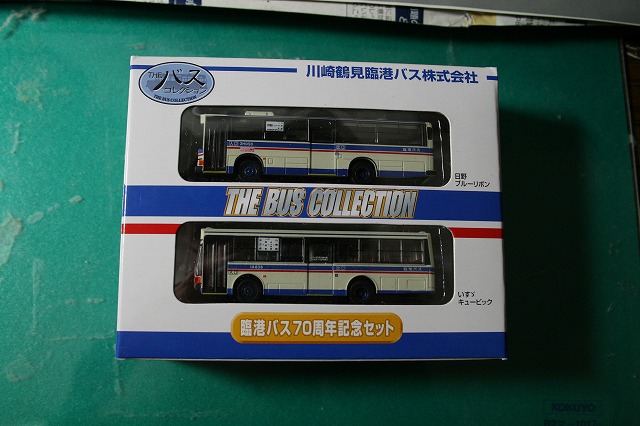 THE
バス
コレクション
THE BUS COLLECTION
川崎鶴見臨港バス株式会社
日野
ブルーリボン
THE BUS COLLECTION
いすゞ
キュービック
臨港バス70周年記念セット
KOKUYO